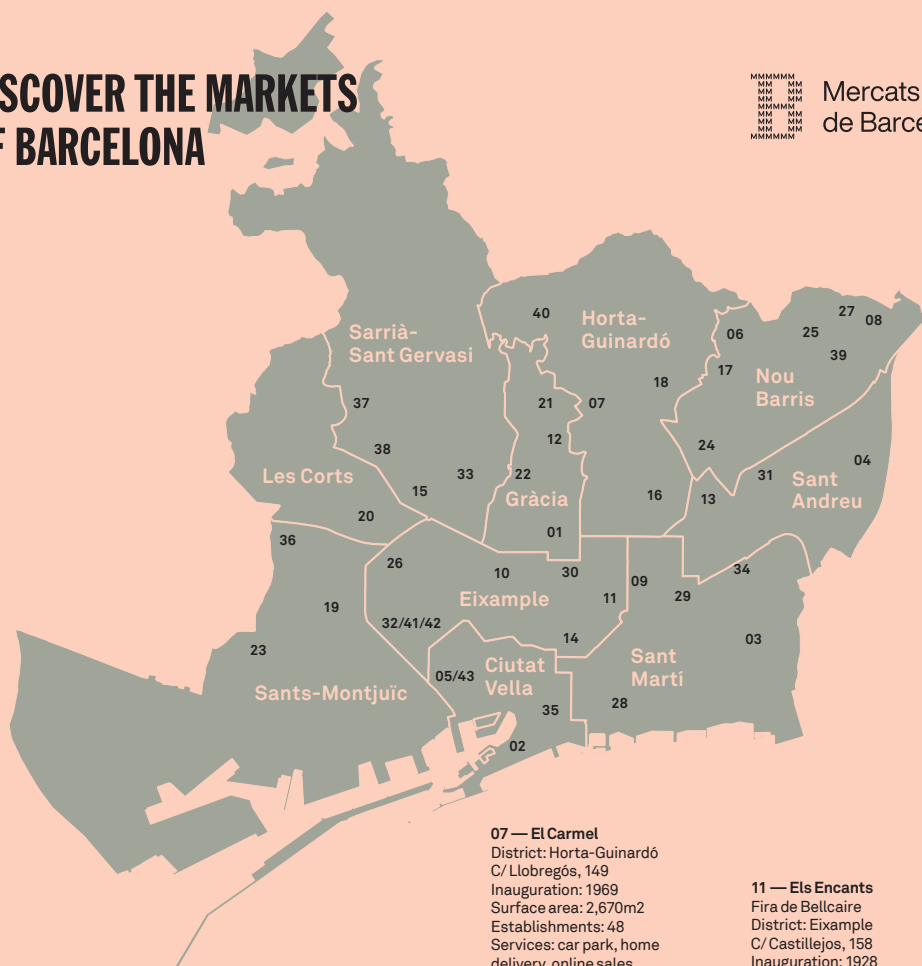 SCOVER THE MARKETS
F BARCELONA
Mercats
de Barce
40
Horta-
Guinardó
27
08
06
25
39
Sarrià-
Sant Gervasi
17
Nou
Barris
18
37
21
07
12
24
38
04
33
22
31
Sant
Andreu
Les Corts
15
Gràcia
16
13
20
01
36
26
10
30
34
09
Eixample
11
29
19
32/41/42
14
03
23
Ciutat
Vella
Sant
Martí
05/43
Sants-Montjuïc
35
28
02
07 — El Carmel
District: Horta-Guinardó
C/ Llobregós, 149
Inauguration: 1969
Surface area: 2,670m2
Establishments: 48
Services: car park, home
delivery, online sales
11 — Els Encants
Fira de Bellcaire
District: Eixample
C/ Castillejos, 158
Inauguration: 1928